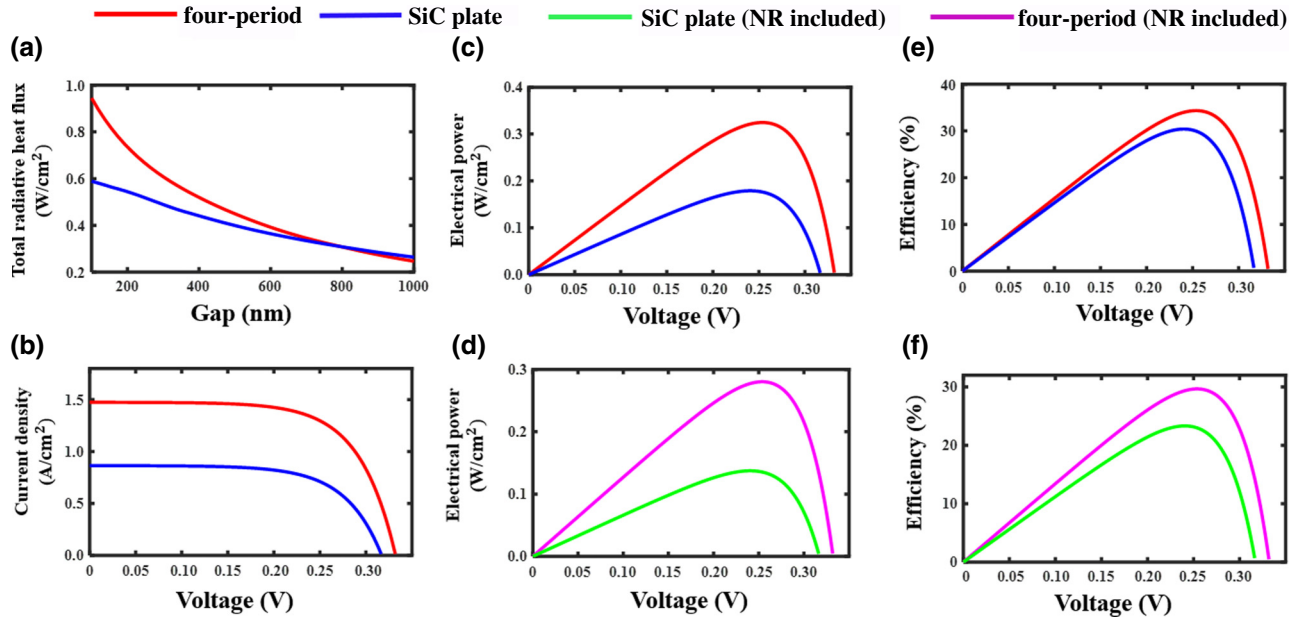 four-period SiC plate SiC plate (NR included) four-period (NR included)
(a)
Total radiative heat flux
(W/cm²)
1.0
0.8
0.6
0.4
0.2
200 400 600 800 1000
Gap (nm)
(b)
Current density
(A/cm²)
1.5
1.0
0.5
0.0
0 0.05 0.10 0.15 0.20 0.25 0.30
Voltage (V)
(c)
Electrical power
(W/cm²)
0.4
0.3
0.2
0.1
0.0
0 0.05 0.10 0.15 0.20 0.25 0.30
Voltage (V)
(d)
Electrical power
(W/cm²)
0.3
0.2
0.1
0.0
0 0.05 0.10 0.15 0.20 0.25 0.30
Voltage (V)
(e)
Efficiency (%)
40
30
20
10
0
0 0.05 0.10 0.15 0.20 0.25 0.30
Voltage (V)
(f)
Efficiency (%)
30
20
10
0
0 0.05 0.10 0.15 0.20 0.25 0.30
Voltage (V)